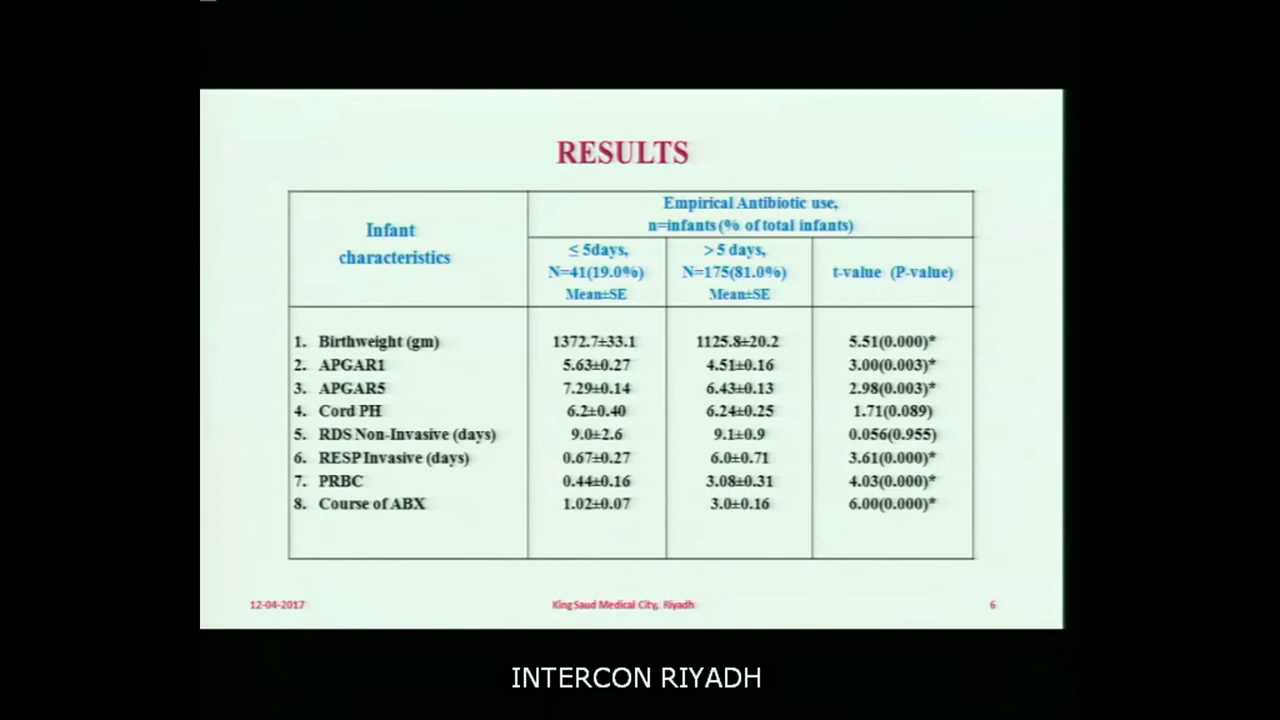 RESULTS
Infant
characteristics
Empirical Antibiotic use,
n=infants (% of total infants)
≤ 5days,
N=41(19.0%)
Mean±SE
> 5 days,
N=175(81.0%)
Mean±SE
t-value (P-value)
1. Birthweight (gm) 1372.7±33.1 1125.8±20.2 5.51(0.000)*
2. APGAR1 5.63±0.27 4.51±0.16 3.00(0.003)*
3. APGAR5 7.29±0.14 6.43±0.13 2.98(0.003)*
4. Cord PH 6.2±0.40 6.24±0.25 1.71(0.089)
5. RDS Non-Invasive (days) 9.0±2.6 9.1±0.9 0.056(0.955)
6. RESP Invasive (days) 0.67±0.27 6.0±0.71 3.61(0.000)*
7. PRBC 0.44±0.16 3.08±0.31 4.03(0.000)*
8. Course of ABX 1.02±0.07 3.0±0.16 6.00(0.000)*
12-04-2017 King Saud Medical City, Riyadh 6
INTERCON RIYADH